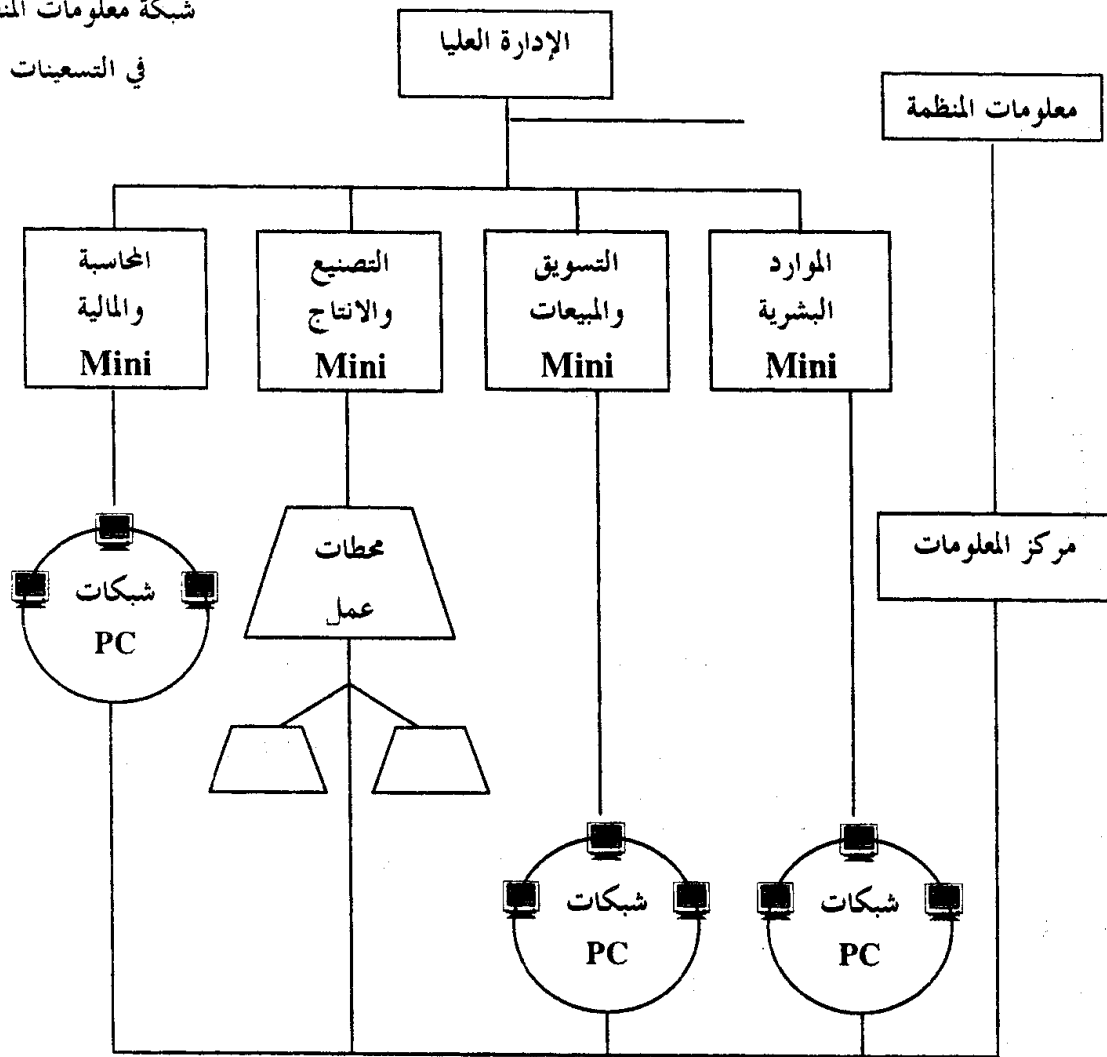 شبكة معلومات
في التسعينات
الإدارة العليا
معلومات المنظمة
الموارد
البشرية
Mini
التسويق
والمبيعات
Mini
التصنيع
والانتاج
Mini
المحاسبة
والمالية
Mini
محطات
عمل
شبكات
PC
مركز المعلومات
شبكات
PC
شبكات
PC